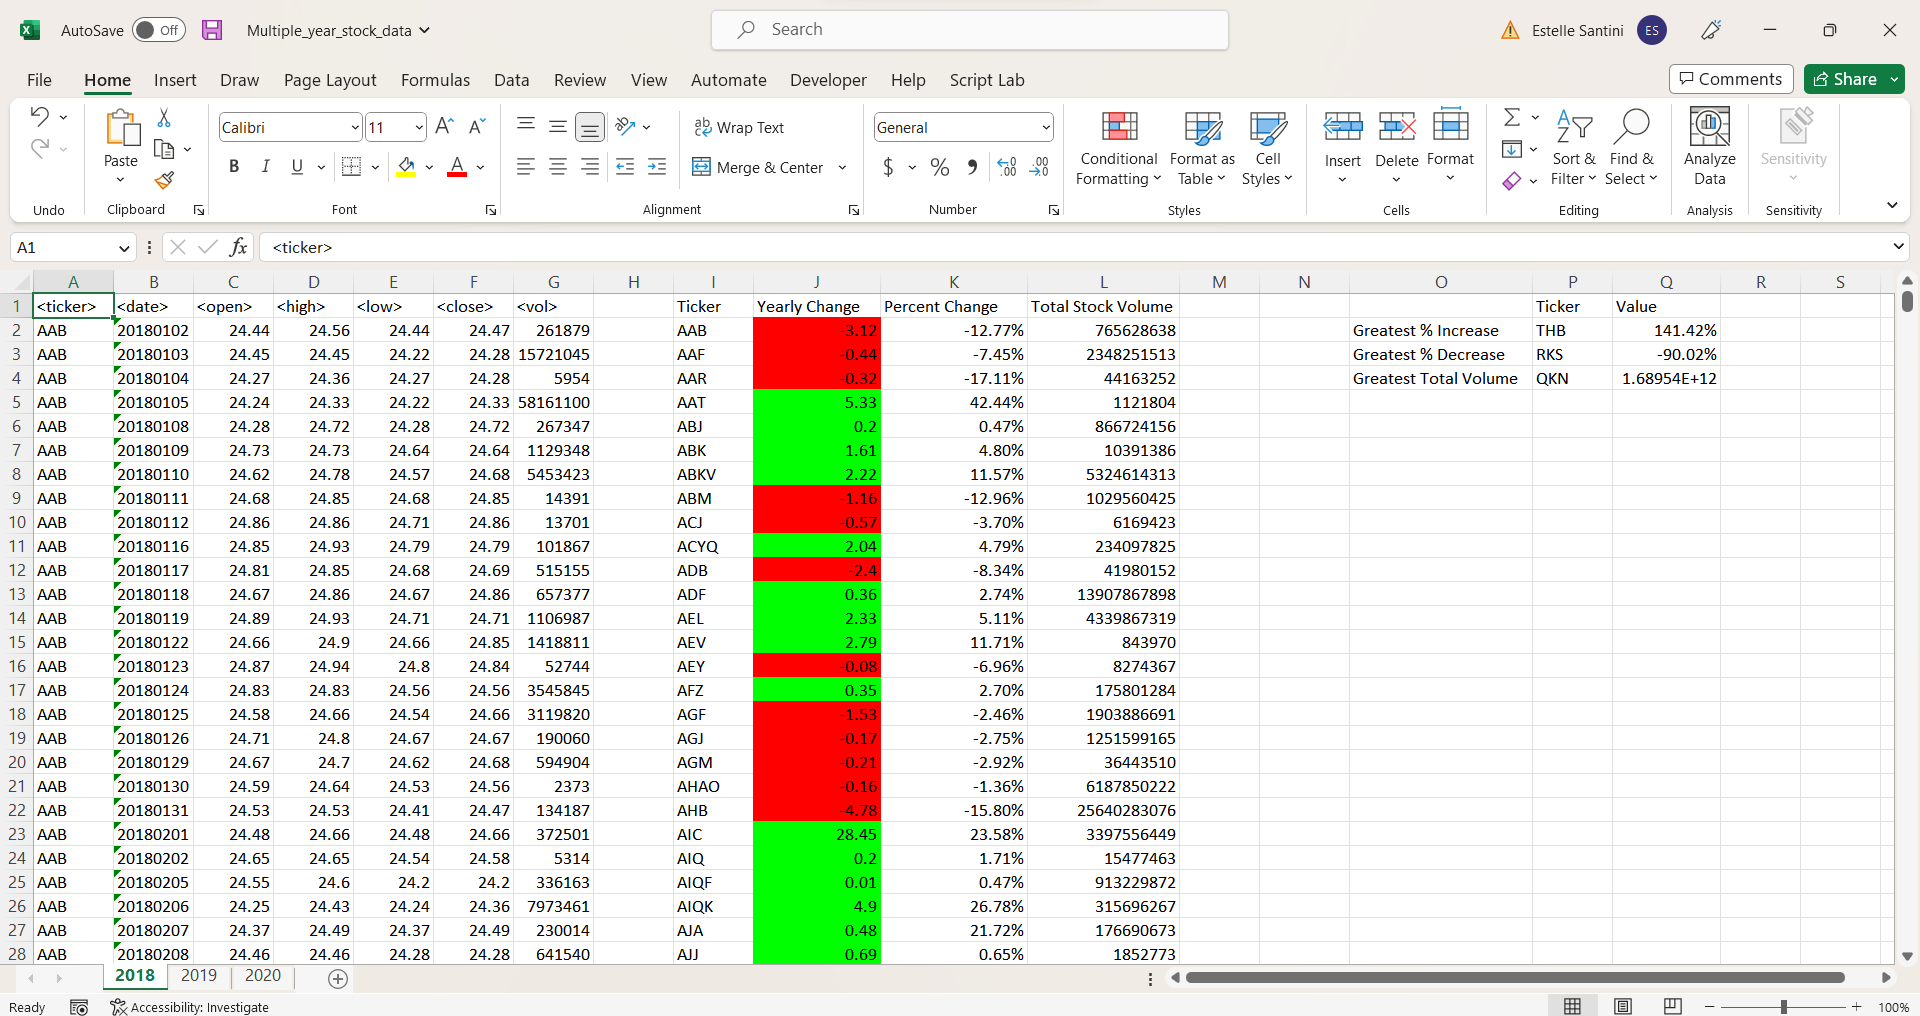 AutoSave Off Multiple_year_stock_data Search Estelle Santini ES
File Home Insert Draw Page Layout Formulas Data Review View Automate Developer Help Script Lab Comments Share
Calibri 11 A^ A˅ ab Wrap Text General
Paste B I U A Merge & Center $ % , Conditional Formatting Format as Table Cell Styles Insert Delete Format Sort & Filter Find & Select Analyze Data Sensitivity
Undo Clipboard Font Alignment Number Styles Cells Editing Analysis Sensitivity
A1 fx <ticker>
A B C D E F G H I J K L M N O P Q R S
1 <ticker> <date> <open> <high> <low> <close> <vol> Ticker Yearly Change Percent Change Total Stock Volume Ticker Value
2 AAB 20180102 24.44 24.56 24.44 24.47 261879 AAB -3.12 -12.77% 765628638 Greatest % Increase THB 141.42%
3 AAB 20180103 24.45 24.45 24.22 24.28 15721045 AAF -0.44 -7.45% 2348251513 Greatest % Decrease RKS -90.02%
4 AAB 20180104 24.27 24.36 24.27 24.28 5954 AAR -0.32 -17.11% 44163252 Greatest Total Volume QKN 1.68954E+12
5 AAB 20180105 24.24 24.33 24.22 24.33 58161100 AAT 5.33 42.44% 1121804
6 AAB 20180108 24.28 24.72 24.28 24.72 267347 ABJ 0.2 0.47% 866724156
7 AAB 20180109 24.73 24.73 24.64 24.64 1129348 ABK 1.61 4.80% 10391386
8 AAB 20180110 24.62 24.78 24.57 24.68 5453423 ABKV 2.22 11.57% 5324614313
9 AAB 20180111 24.68 24.85 24.68 24.85 14391 ABM -1.16 -12.96% 1029560425
10 AAB 20180112 24.86 24.86 24.71 24.86 13701 ACJ -0.57 -3.70% 6169423
11 AAB 20180116 24.85 24.93 24.79 24.79 101867 ACYQ 2.04 4.79% 234097825
12 AAB 20180117 24.81 24.85 24.68 24.69 515155 ADB -2.4 -8.34% 41980152
13 AAB 20180118 24.67 24.86 24.67 24.86 657377 ADF 0.36 2.74% 13907867898
14 AAB 20180119 24.89 24.93 24.71 24.71 1106987 AEL 2.33 5.11% 4339867319
15 AAB 20180122 24.66 24.9 24.66 24.85 1418811 AEV 2.79 11.71% 843970
16 AAB 20180123 24.87 24.94 24.8 24.84 52744 AEY -0.08 -6.96% 8274367
17 AAB 20180124 24.83 24.83 24.56 24.56 3545845 AFZ 0.35 2.70% 175801284
18 AAB 20180125 24.58 24.66 24.54 24.66 3119820 AGF -1.53 -2.46% 1903886691
19 AAB 20180126 24.71 24.8 24.67 24.67 190060 AGJ -0.17 -2.75% 1251599165
20 AAB 20180129 24.67 24.7 24.62 24.68 594904 AGM -0.21 -2.92% 36443510
21 AAB 20180130 24.59 24.64 24.53 24.56 2373 AHAO -0.16 -1.36% 6187850222
22 AAB 20180131 24.53 24.53 24.41 24.47 134187 AHB -4.78 -15.80% 25640283076
23 AAB 20180201 24.48 24.66 24.48 24.66 372501 AIC 28.45 23.58% 3397556449
24 AAB 20180202 24.65 24.65 24.54 24.58 5314 AIQ 0.2 1.71% 15477463
25 AAB 20180205 24.55 24.6 24.2 24.2 336163 AIQF 0.01 0.47% 913229872
26 AAB 20180206 24.25 24.43 24.24 24.36 7973461 AIQK 4.9 26.78% 315696267
27 AAB 20180207 24.37 24.49 24.37 24.49 230014 AJA 0.48 21.72% 176690673
28 AAB 20180208 24.46 24.46 24.28 24.28 641540 AJJ 0.69 0.65% 1852773
2018 2019 2020
Ready Accessibility: Investigate 100%